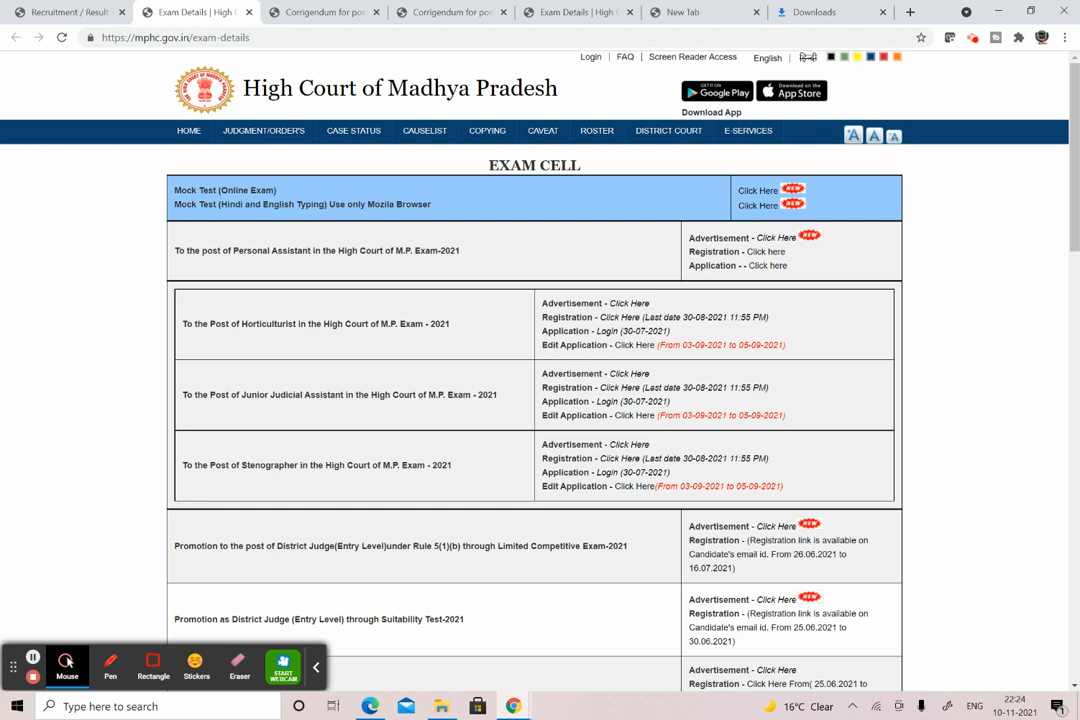 Recruitment / Result
Exam Details | High C
Corrigendum for pos
Corrigendum for pos
Exam Details | High C
New Tab
Downloads
https://mphc.gov.in/exam-details
Login | FAQ | Screen Reader Access English | हिन्दी
High Court of Madhya Pradesh
GET IT ON Google Play
Download on the App Store
Download App
HOME JUDGMENT/ORDER'S CASE STATUS CAUSELIST COPYING CAVEAT ROSTER DISTRICT COURT E-SERVICES
A A A
EXAM CELL
Mock Test (Online Exam) Click Here NEW
Mock Test (Hindi and English Typing) Use only Mozila Browser Click Here NEW
To the post of Personal Assistant in the High Court of M.P. Exam-2021
Advertisement - Click Here NEW
Registration - Click here
Application - - Click here
To the Post of Horticulturist in the High Court of M.P. Exam - 2021
Advertisement - Click Here
Registration - Click Here (Last date 30-08-2021 11:55 PM)
Application - Login (30-07-2021)
Edit Application - Click Here (From 03-09-2021 to 05-09-2021)
To the Post of Junior Judicial Assistant in the High Court of M.P. Exam - 2021
Advertisement - Click Here
Registration - Click Here (Last date 30-08-2021 11:55 PM)
Application - Login (30-07-2021)
Edit Application - Click Here (From 03-09-2021 to 05-09-2021)
To the Post of Stenographer in the High Court of M.P. Exam - 2021
Advertisement - Click Here
Registration - Click Here (Last date 30-08-2021 11:55 PM)
Application - Login (30-07-2021)
Edit Application - Click Here(From 03-09-2021 to 05-09-2021)
Promotion to the post of District Judge(Entry Level)under Rule 5(1)(b) through Limited Competitive Exam-2021
Advertisement - Click Here NEW
Registration - (Registration link is available on
Candidate's email id. From 26.06.2021 to
16.07.2021)
Promotion as District Judge (Entry Level) through Suitability Test-2021
Advertisement - Click Here NEW
Registration - (Registration link is available on
Candidate's email id. From 25.06.2021 to
30.06.2021)
Advertisement - Click Here
Registration - Click Here From( 25.06.2021 to
Mouse Pen Rectangle Stickers Eraser START WEBCAM
Type here to search
16°C Clear
ENG
22:24
10-11-2021
1